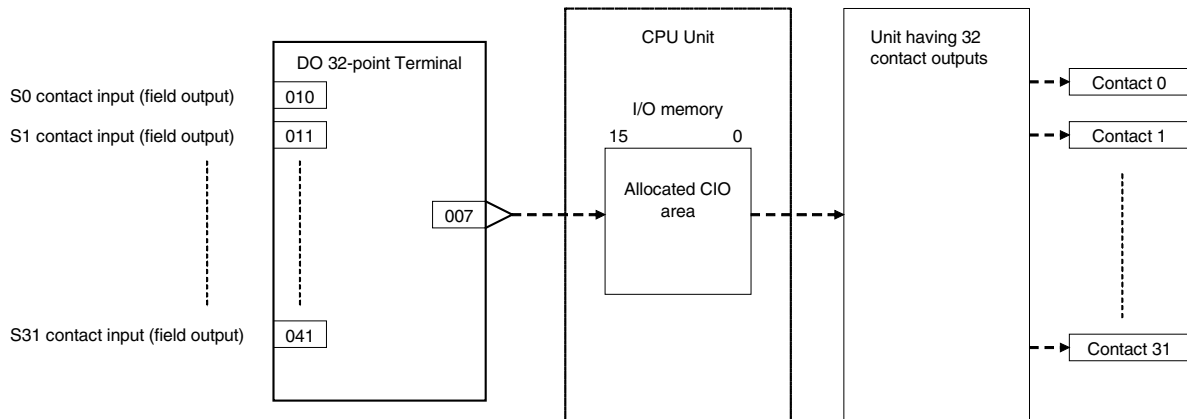 DO 32-point Terminal
S0 contact input (field output)
010
S1 contact input (field output)
011
007
S31 contact input (field output)
041
CPU Unit
I/O memory
15 0
Allocated CIO
area
Unit having 32
contact outputs
Contact 0
Contact 1
Contact 31